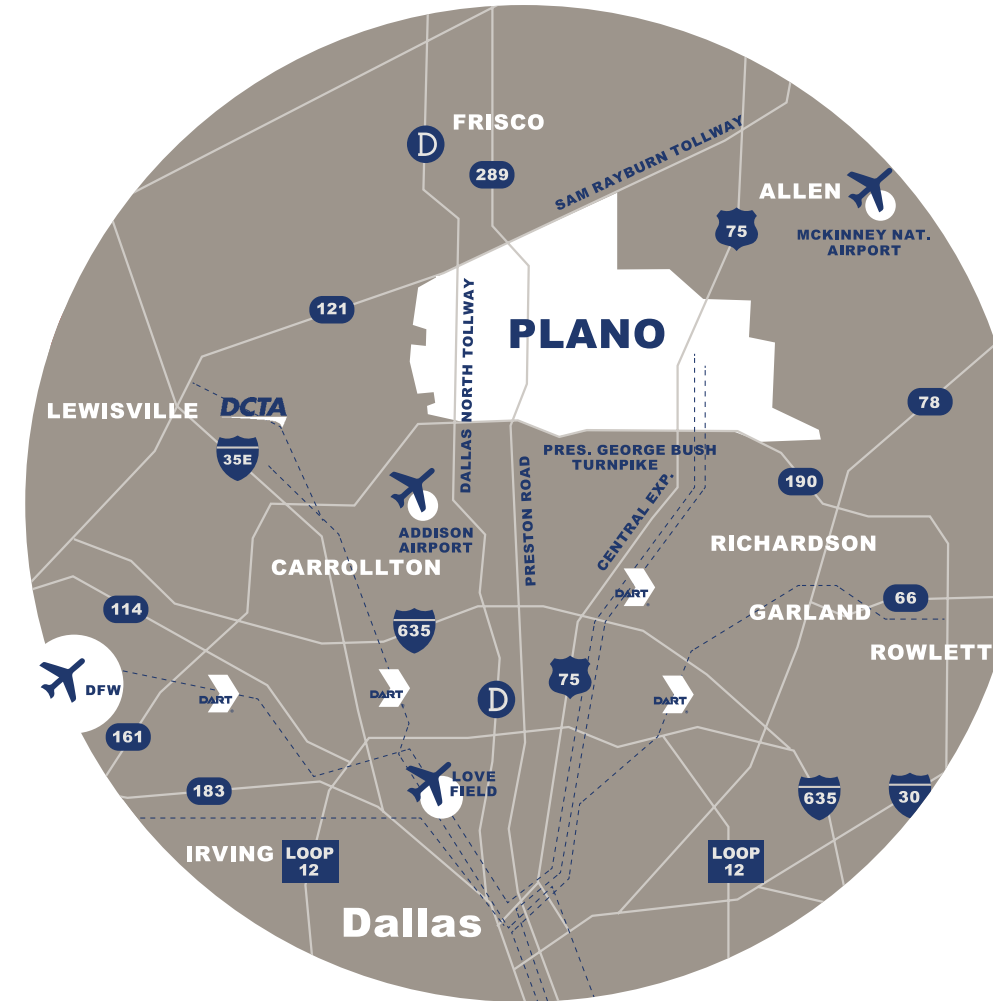 FRISCO
D
289
SAM RAYBURN TOLLWAY
ALLEN
75
MCKINNEY NAT.
AIRPORT
121
PLANO
DALLAS NORTH TOLLWAY
LEWISVILLE
DCTA
35E
78
PRES. GEORGE BUSH
TURNPIKE
190
PRESTON ROAD
CENTRAL EXP.
ADDISON
AIRPORT
CARROLLTON
RICHARDSON
DART
114
635
GARLAND
66
ROWLETT
DFW
DART
DART
D
75
DART
161
183
LOVE
FIELD
635
30
IRVING
LOOP
12
LOOP
12
Dallas